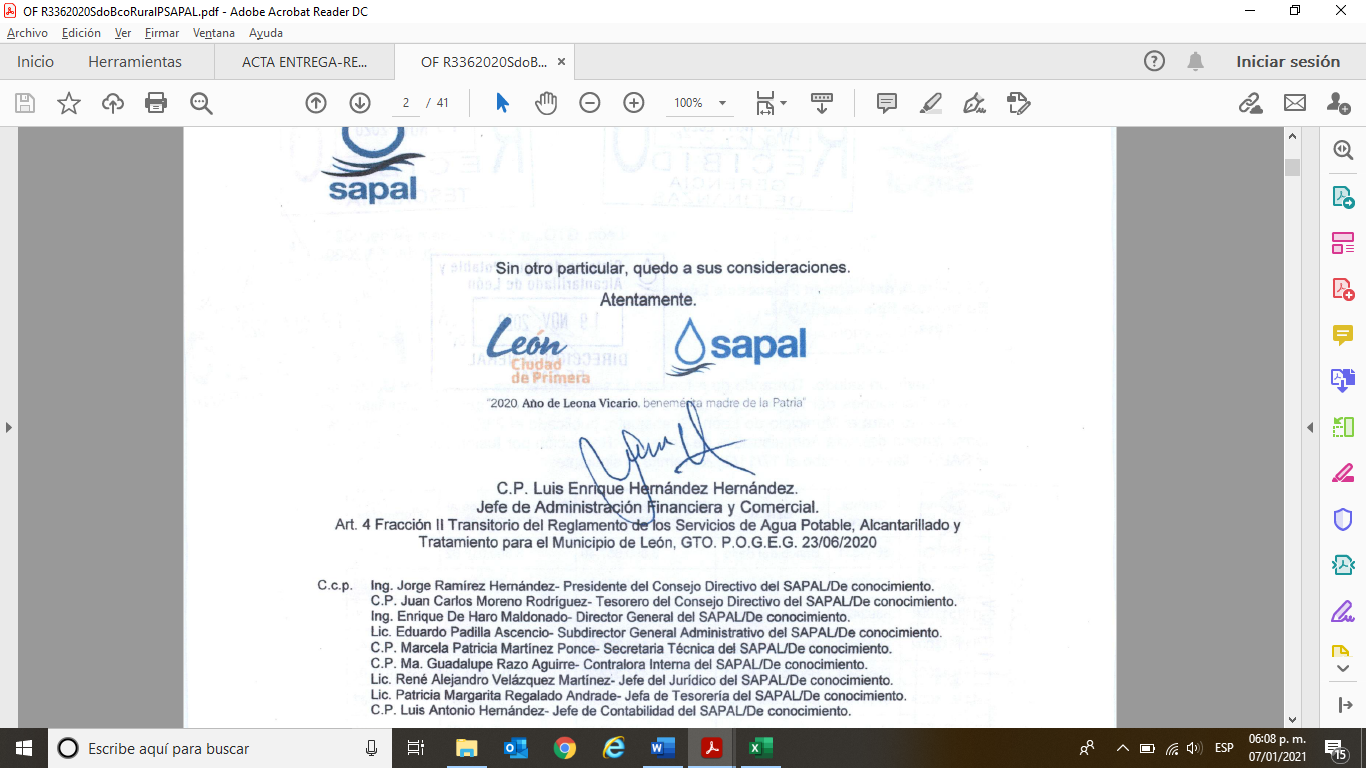 OF R3362020SdoBcoRuralPSAPAL.pdf - Adobe Acrobat Reader DC
Archivo Edición Ver Firmar Ventana Ayuda
Inicio Herramientas ACTA ENTREGA-RE... OF R3362020SdoB... × Iniciar sesión
2 / 41 100%
sapal
RECIBIDO
GERENCIA
DE FINANZAS
Sin otro particular, quedo a sus consideraciones.
Alcantarillado de León
Atentamente.
19 NOV
León
Ciudad
de Primera
sapal
"2020. Año de Leona Vicario, benemérita madre de la Patria"
C.P. Luis Enrique Hernández Hernández.
Jefe de Administración Financiera y Comercial.
Art. 4 Fracción II Transitorio del Reglamento de los Servicios de Agua Potable, Alcantarillado y
Tratamiento para el Municipio de León, GTO. P.O.G.E.G. 23/06/2020
C.c.p. Ing. Jorge Ramírez Hernández- Presidente del Consejo Directivo del SAPAL/De conocimiento.
C.P. Juan Carlos Moreno Rodríguez- Tesorero del Consejo Directivo del SAPAL/De conocimiento.
Ing. Enrique De Haro Maldonado- Director General del SAPAL/De conocimiento.
Lic. Eduardo Padilla Ascencio- Subdirector General Administrativo del SAPAL/De conocimiento.
C.P. Marcela Patricia Martínez Ponce- Secretaria Técnica del SAPAL/De conocimiento.
C.P. Ma. Guadalupe Razo Aguirre- Contralora Interna del SAPAL/De conocimiento.
Lic. René Alejandro Velázquez Martínez- Jefe del Jurídico del SAPAL/De conocimiento.
Lic. Patricia Margarita Regalado Andrade- Jefa de Tesorería del SAPAL/De conocimiento.
C.P. Luis Antonio Hernández- Jefe de Contabilidad del SAPAL/De conocimiento.
Escribe aquí para buscar
ESP
06:08 p. m.
07/01/2021
15